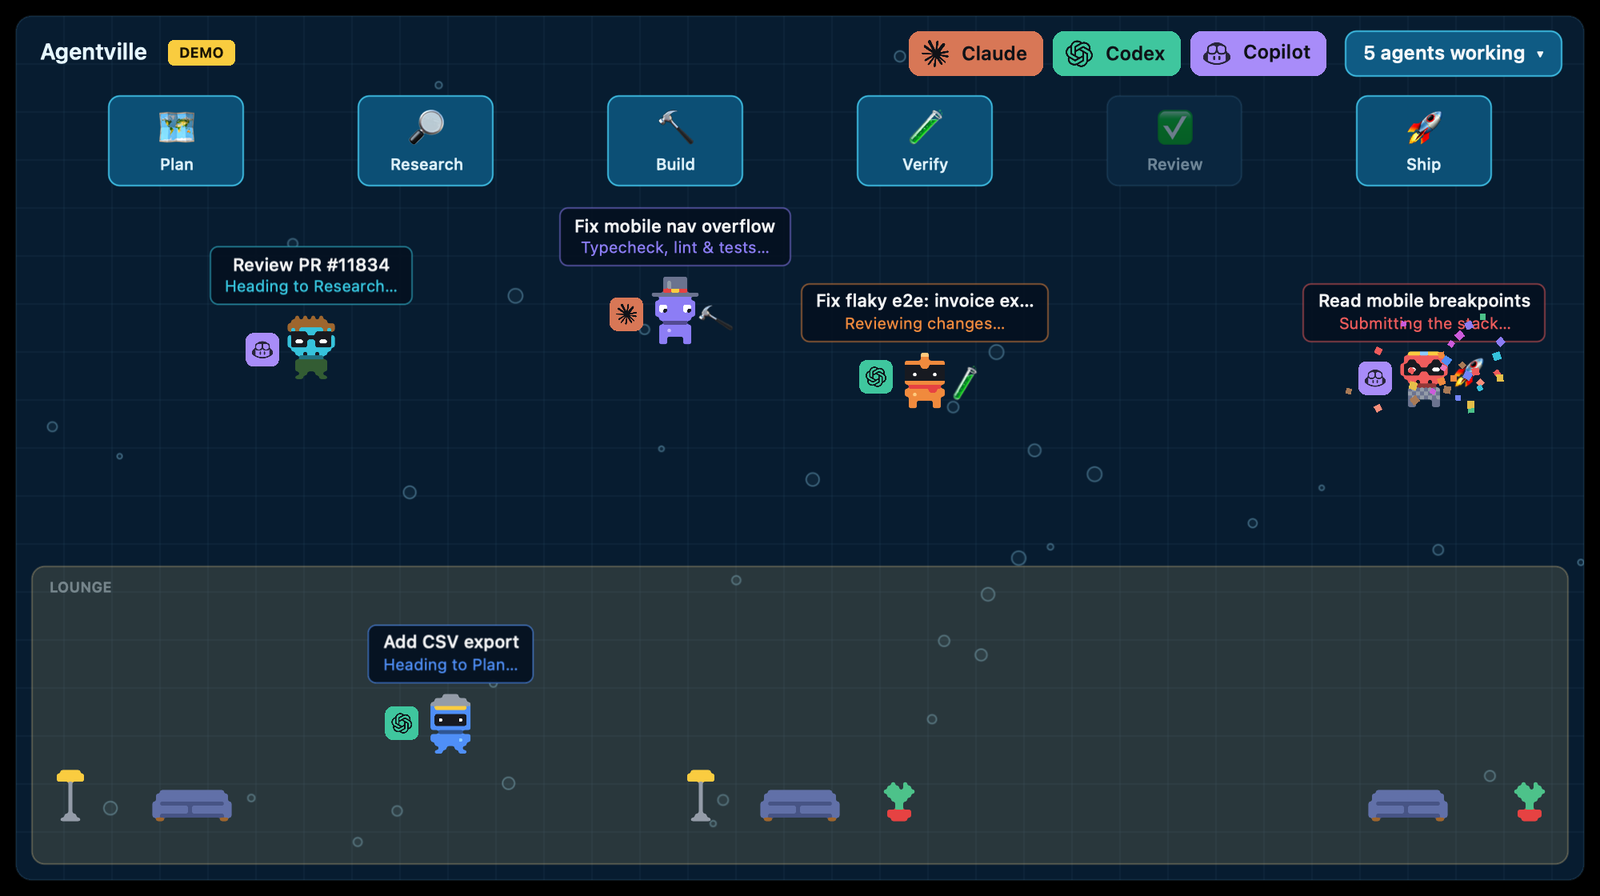 Agentville
DEMO
Claude
Codex
Copilot
5 agents working
Plan
Research
Build
Verify
Review
Ship
Fix mobile nav overflow
Typecheck, lint & tests...
Review PR #11834
Heading to Research...
Fix flaky e2e: invoice ex...
Reviewing changes...
Read mobile breakpoints
Submitting the stack...
LOUNGE
Add CSV export
Heading to Plan...